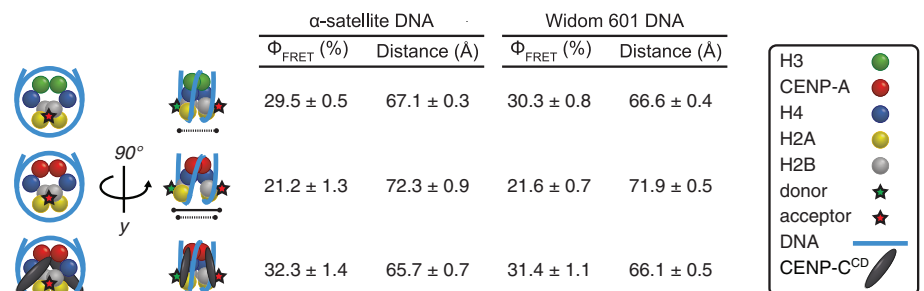 α-satellite DNA Widom 601 DNA
Φ_FRET (%) Distance (Å) Φ_FRET (%) Distance (Å)
29.5 ± 0.5 67.1 ± 0.3 30.3 ± 0.8 66.6 ± 0.4
90°
y
21.2 ± 1.3 72.3 ± 0.9 21.6 ± 0.7 71.9 ± 0.5
32.3 ± 1.4 65.7 ± 0.7 31.4 ± 1.1 66.1 ± 0.5
H3
CENP-A
H4
H2A
H2B
donor
acceptor
DNA
CENP-C^CD